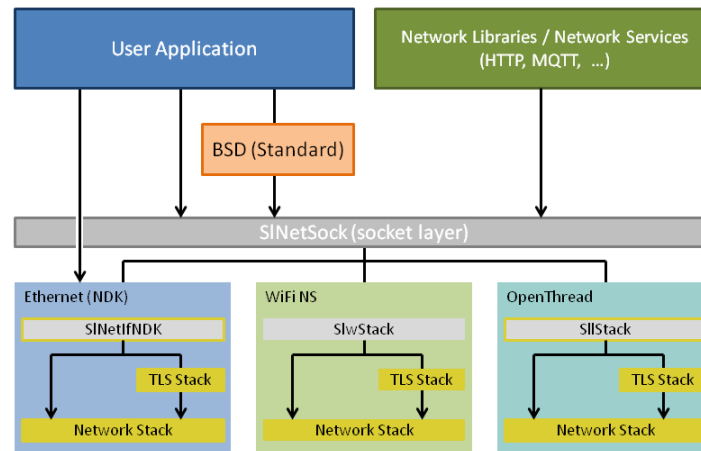 User Application
Network Libraries / Network Services
(HTTP, MQTT, ...)
BSD (Standard)
SlNetSock (socket layer)
Ethernet (NDK)
WiFi NS
OpenThread
SlNetIfNDK
SlwStack
SllStack
TLS Stack
TLS Stack
TLS Stack
Network Stack
Network Stack
Network Stack